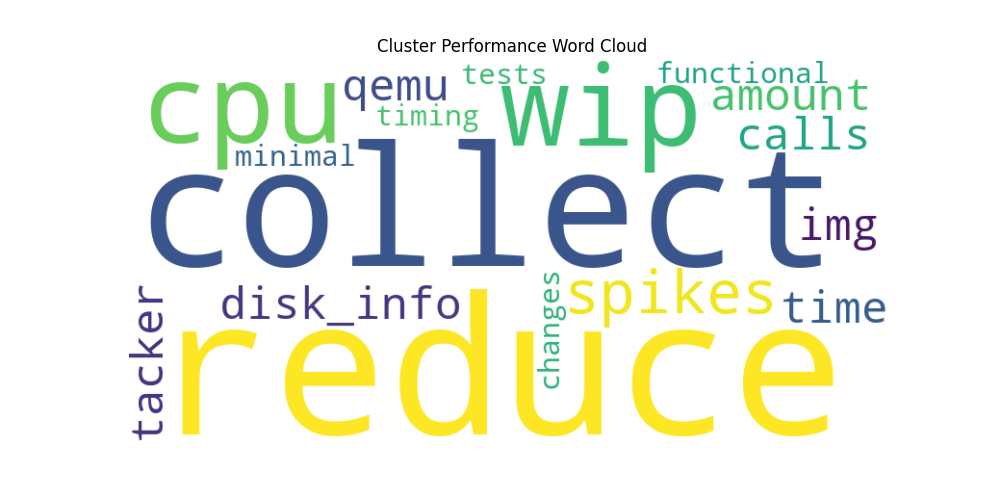 Cluster Performance Word Cloud
cpu
qemu
tests
timing
wip
functional
amount
calls
minimal
collect
img
tacker
disk_info
changes
spikes
time
reduce